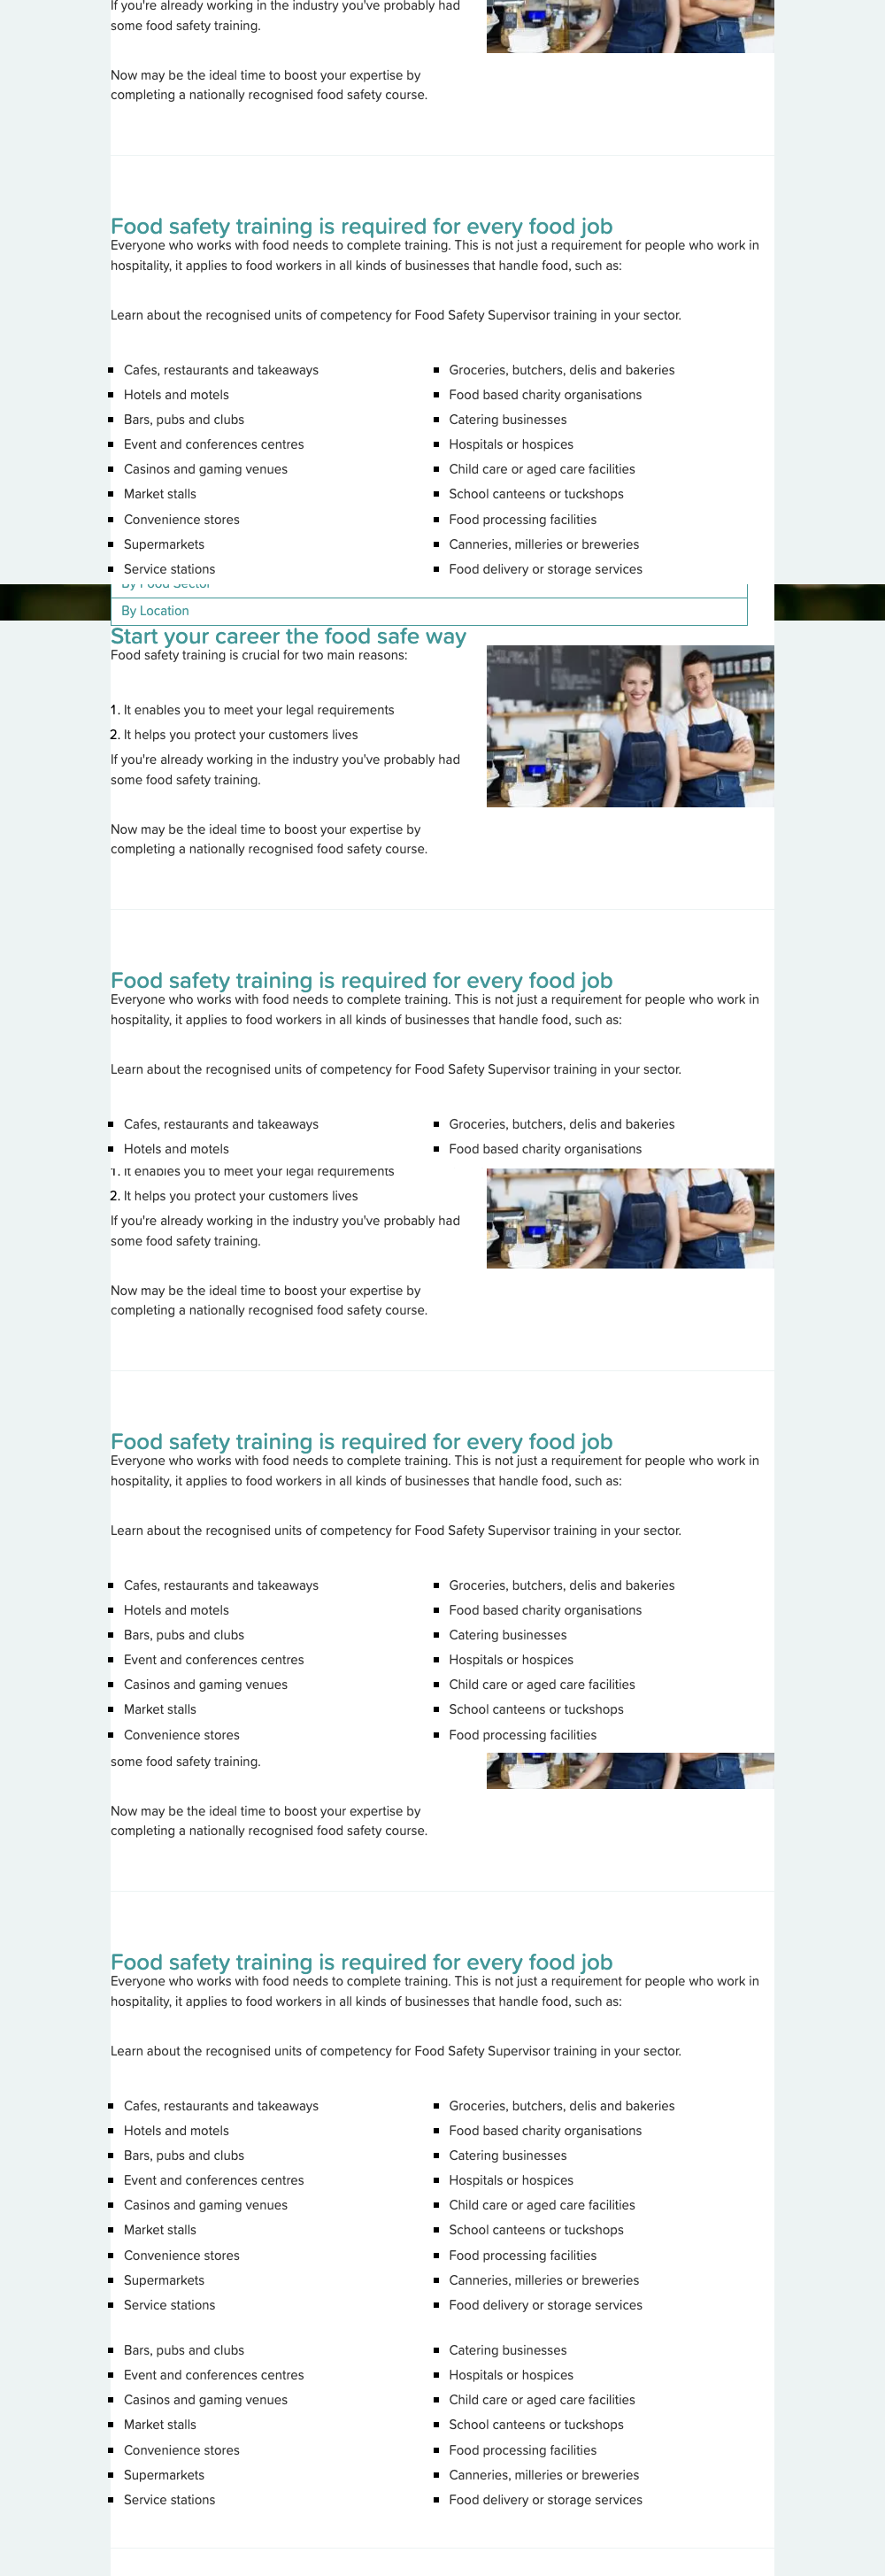 If you're already working in the industry you've probably had
some food safety training.
Now may be the ideal time to boost your expertise by
completing a nationally recognised food safety course.
Food safety training is required for every food job
Everyone who works with food needs to complete training. This is not just a requirement for people who work in
hospitality, it applies to food workers in all kinds of businesses that handle food, such as:
Learn about the recognised units of competency for Food Safety Supervisor training in your sector.
Cafes, restaurants and takeaways
Hotels and motels
Bars, pubs and clubs
Event and conferences centres
Casinos and gaming venues
Market stalls
Convenience stores
Supermarkets
Service stations
Groceries, butchers, delis and bakeries
Food based charity organisations
Catering businesses
Hospitals or hospices
Child care or aged care facilities
School canteens or tuckshops
Food processing facilities
Canneries, milleries or breweries
Food delivery or storage services
By Food Sector
By Location
Start your career the food safe way
Food safety training is crucial for two main reasons:
1. It enables you to meet your legal requirements
2. It helps you protect your customers lives
If you're already working in the industry you've probably had
some food safety training.
Now may be the ideal time to boost your expertise by
completing a nationally recognised food safety course.
Food safety training is required for every food job
Everyone who works with food needs to complete training. This is not just a requirement for people who work in
hospitality, it applies to food workers in all kinds of businesses that handle food, such as:
Learn about the recognised units of competency for Food Safety Supervisor training in your sector.
Cafes, restaurants and takeaways
Hotels and motels
Groceries, butchers, delis and bakeries
Food based charity organisations
1. It enables you to meet your legal requirements
2. It helps you protect your customers lives
If you're already working in the industry you've probably had
some food safety training.
Now may be the ideal time to boost your expertise by
completing a nationally recognised food safety course.
Food safety training is required for every food job
Everyone who works with food needs to complete training. This is not just a requirement for people who work in
hospitality, it applies to food workers in all kinds of businesses that handle food, such as:
Learn about the recognised units of competency for Food Safety Supervisor training in your sector.
Cafes, restaurants and takeaways
Hotels and motels
Bars, pubs and clubs
Event and conferences centres
Casinos and gaming venues
Market stalls
Convenience stores
Groceries, butchers, delis and bakeries
Food based charity organisations
Catering businesses
Hospitals or hospices
Child care or aged care facilities
School canteens or tuckshops
Food processing facilities
some food safety training.
Now may be the ideal time to boost your expertise by
completing a nationally recognised food safety course.
Food safety training is required for every food job
Everyone who works with food needs to complete training. This is not just a requirement for people who work in
hospitality, it applies to food workers in all kinds of businesses that handle food, such as:
Learn about the recognised units of competency for Food Safety Supervisor training in your sector.
Cafes, restaurants and takeaways
Hotels and motels
Bars, pubs and clubs
Event and conferences centres
Casinos and gaming venues
Market stalls
Convenience stores
Supermarkets
Service stations
Groceries, butchers, delis and bakeries
Food based charity organisations
Catering businesses
Hospitals or hospices
Child care or aged care facilities
School canteens or tuckshops
Food processing facilities
Canneries, milleries or breweries
Food delivery or storage services
Bars, pubs and clubs
Event and conferences centres
Casinos and gaming venues
Market stalls
Convenience stores
Supermarkets
Service stations
Catering businesses
Hospitals or hospices
Child care or aged care facilities
School canteens or tuckshops
Food processing facilities
Canneries, milleries or breweries
Food delivery or storage services